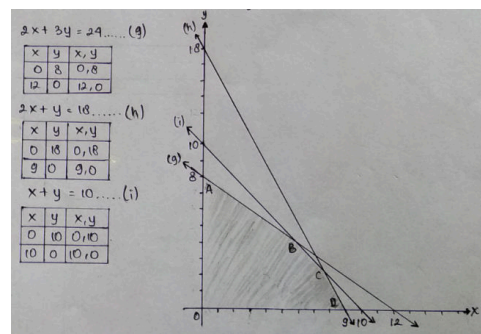 2x + 3y = 24 ..... (g)
x y x, y
0 8 0,8
12 0 12,0
2x + y = 18 ...... (h)
x y x, y
0 18 0,18
9 0 9,0
x + y = 10 ..... (i)
x y x, y
0 10 0,10
10 0 10,0
y
(h)
18
(i)
10
(g)
8
A
B
C
0
9
10
12
x